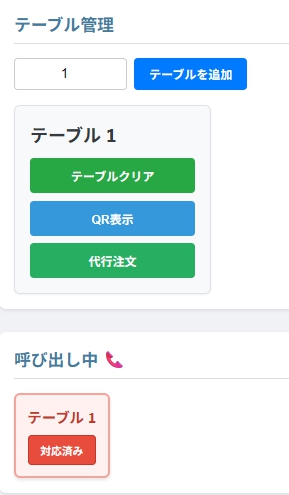 テーブル管理
1
テーブルを追加
テーブル 1
テーブルクリア
QR表示
代行注文
呼び出し中
テーブル 1
対応済み